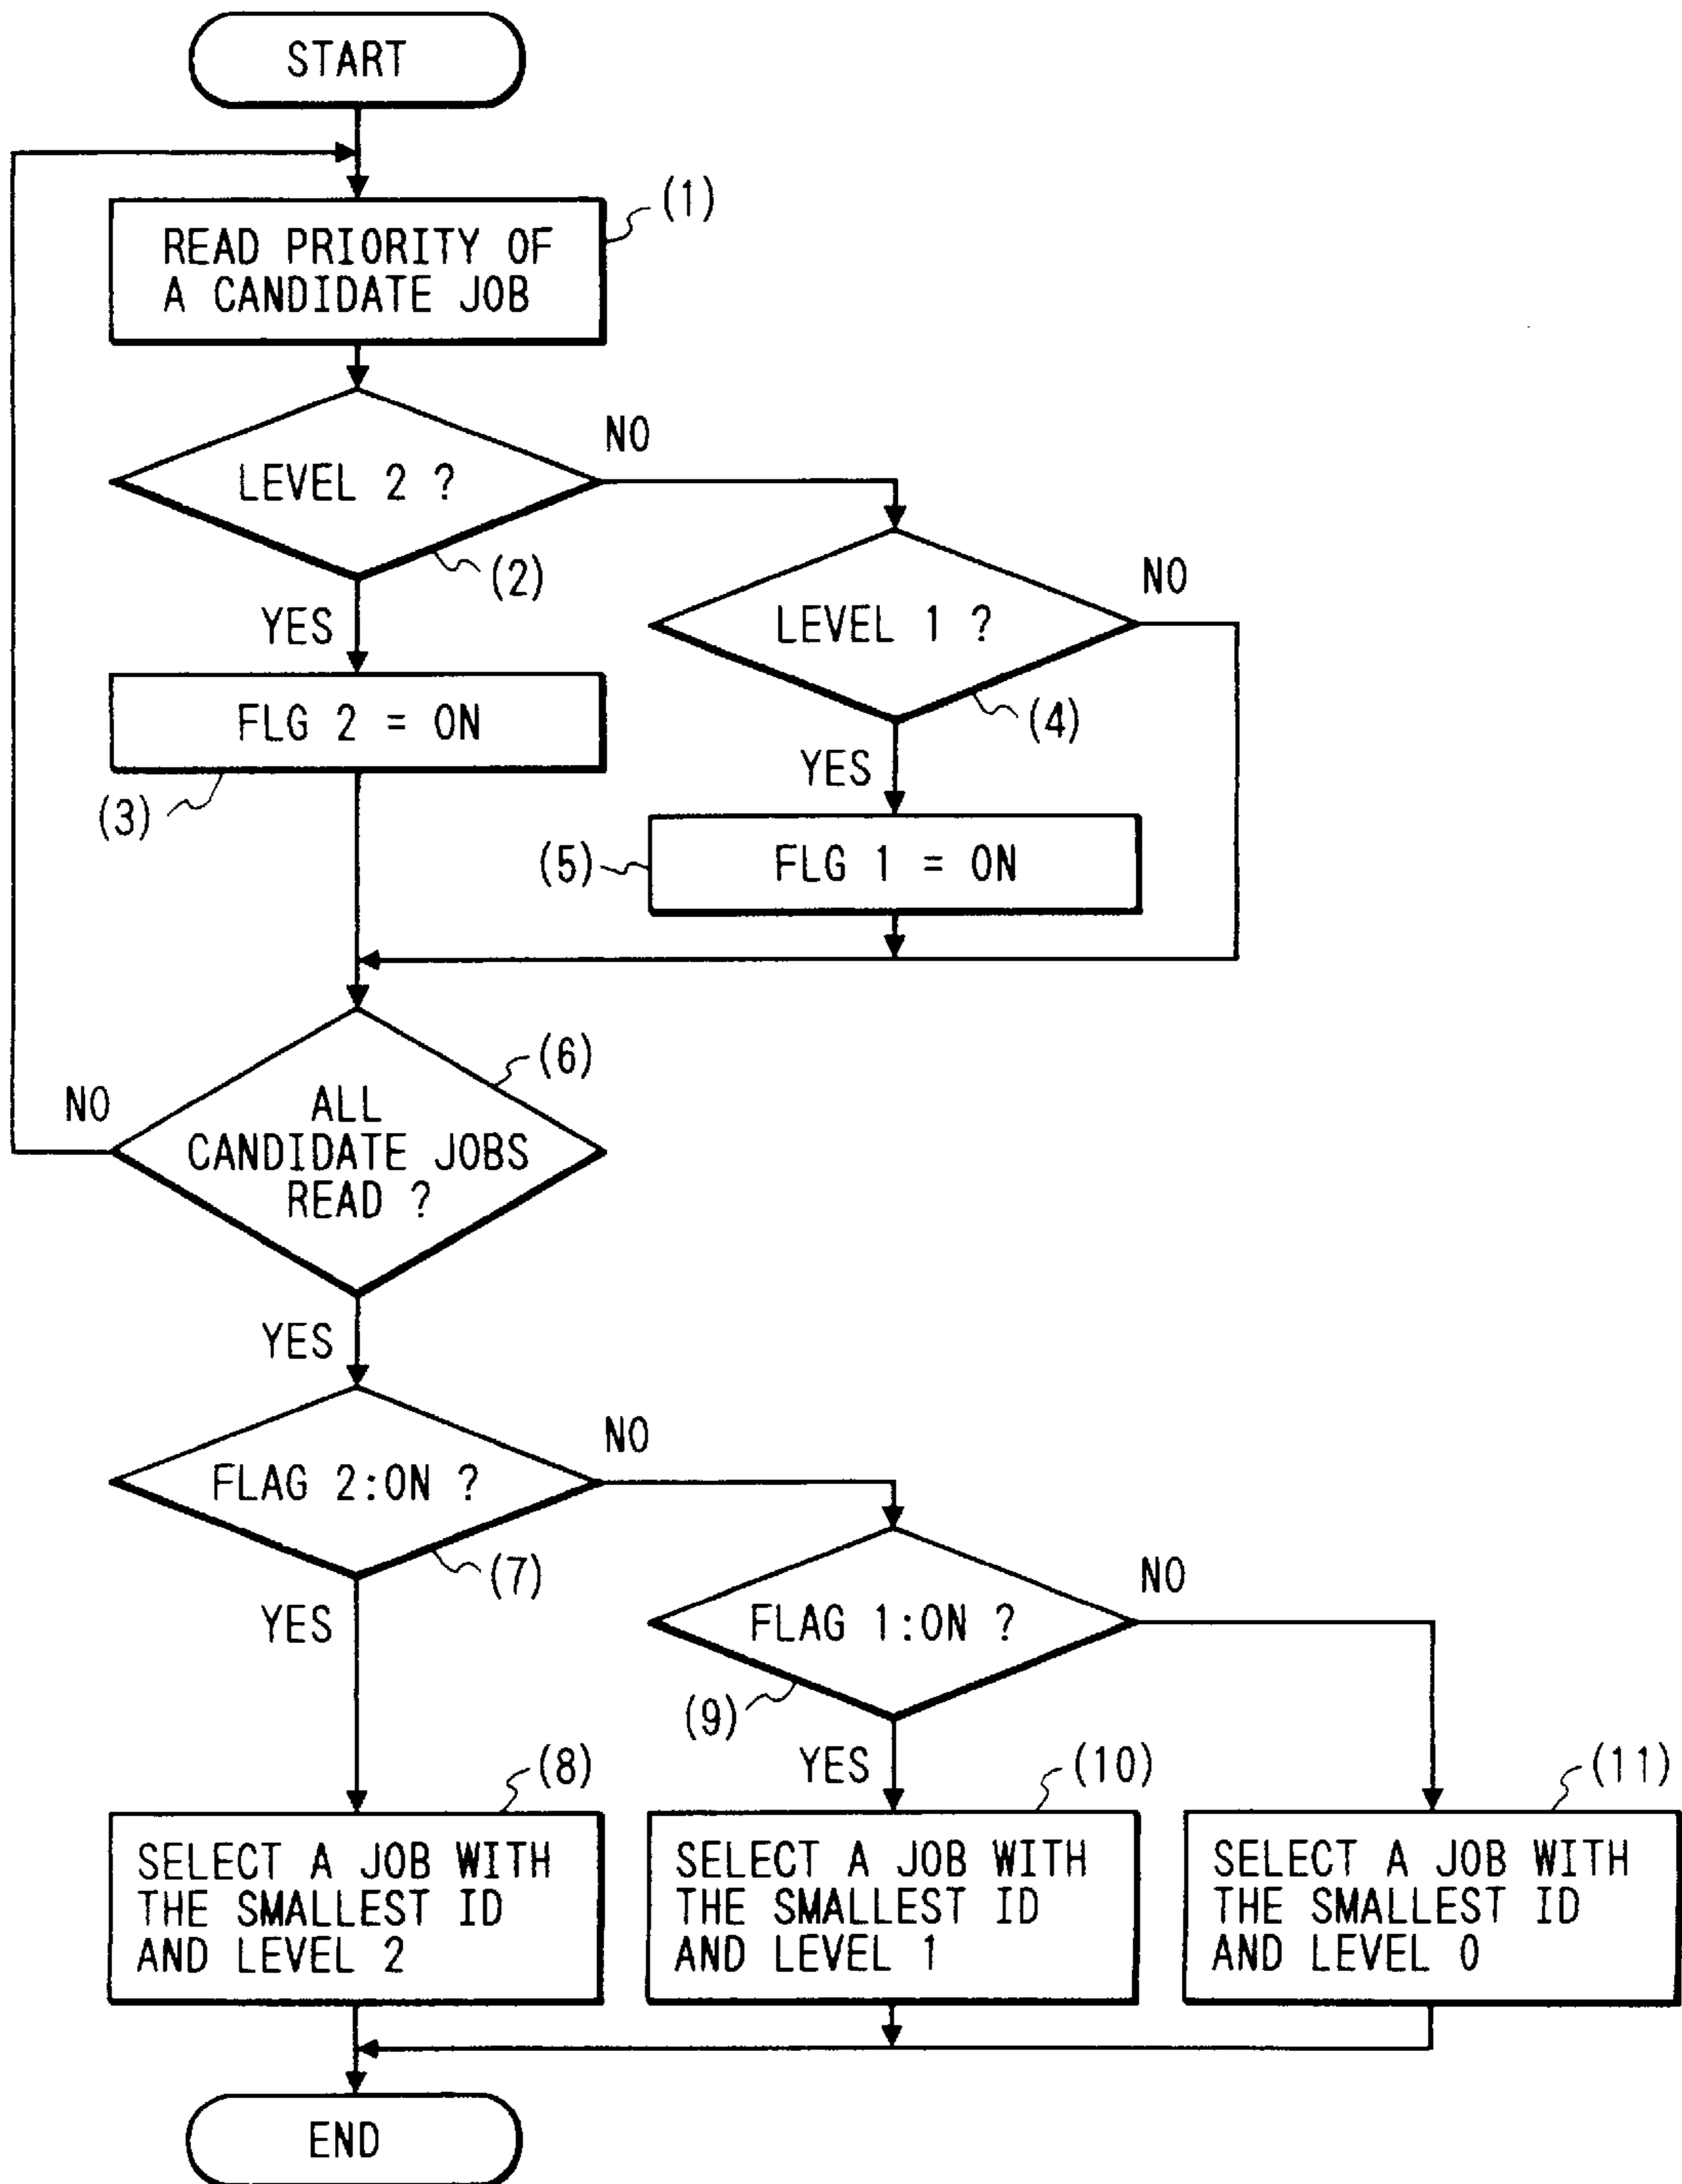 START
(1)
READ PRIORITY OF
A CANDIDATE JOB
NO
LEVEL 2 ?
(2)
YES
NO
LEVEL 1 ?
(4)
FLG 2 = ON
(3)
YES
(5)
FLG 1 = ON
(6)
NO
ALL
CANDIDATE JOBS
READ ?
YES
NO
FLAG 2:ON ?
(7)
YES
NO
FLAG 1:ON ?
(9)
YES
(8)
SELECT A JOB WITH
THE SMALLEST ID
AND LEVEL 2
(10)
SELECT A JOB WITH
THE SMALLEST ID
AND LEVEL 1
(11)
SELECT A JOB WITH
THE SMALLEST ID
AND LEVEL 0
END